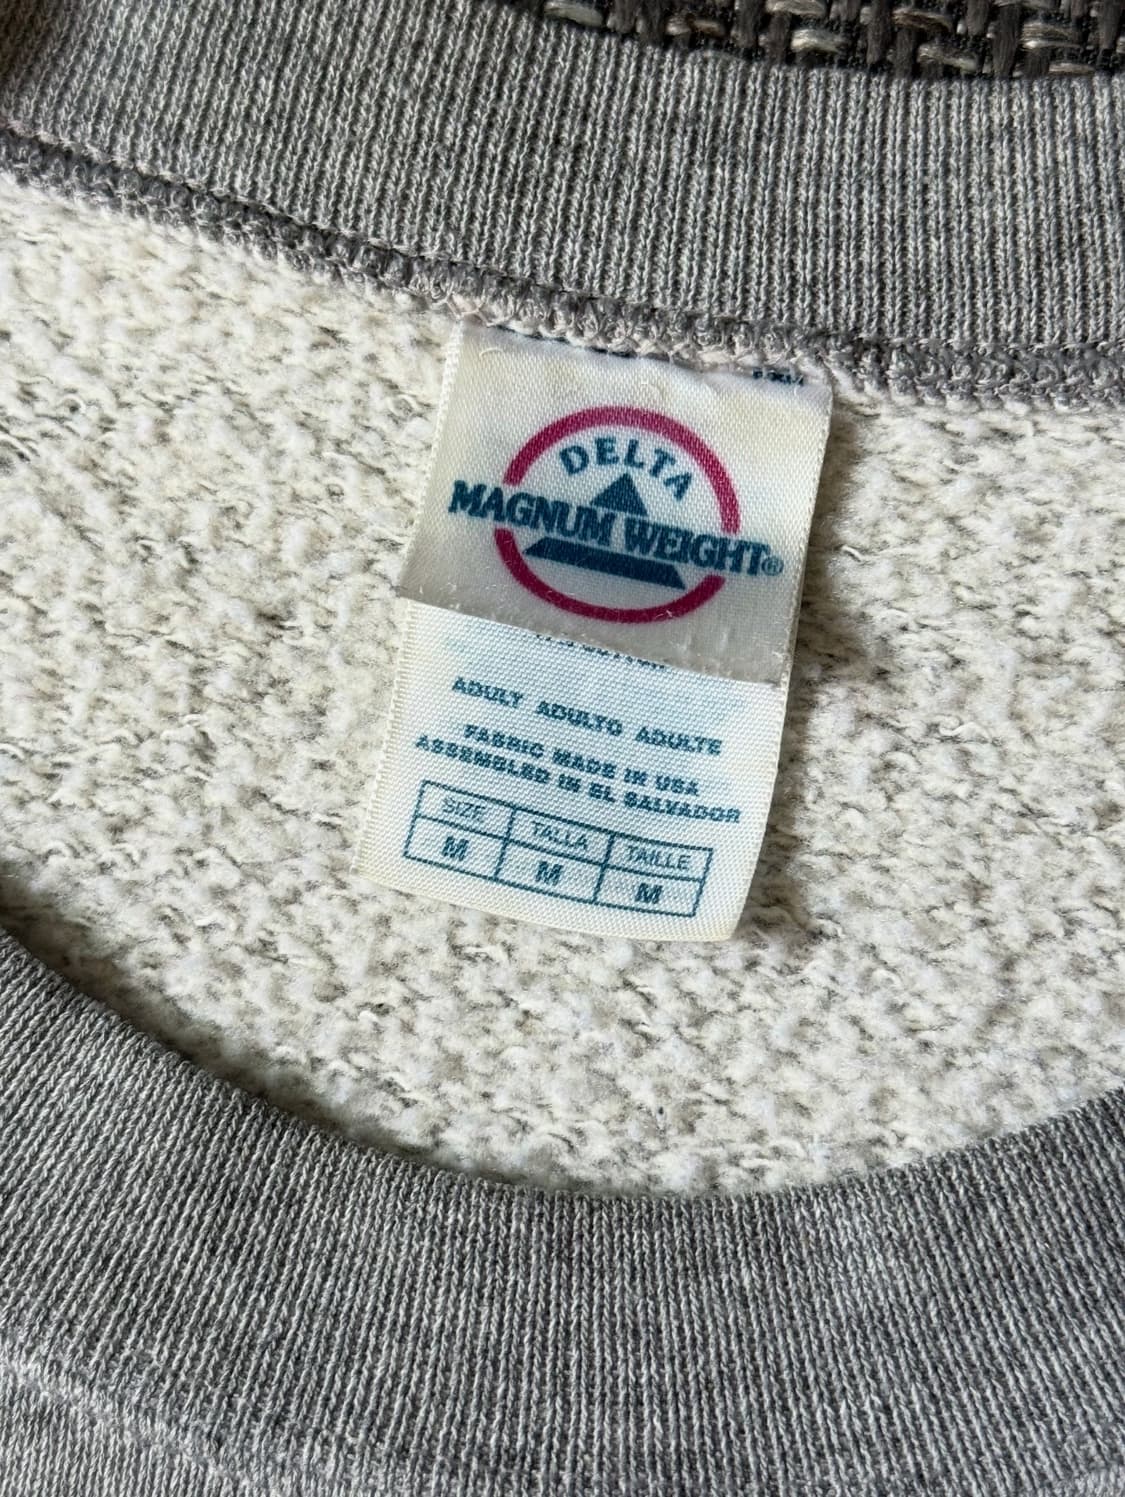 DELTA
MAGNUM WEIGHT®
ADULT ADULTO ADULTE
FABRIC MADE IN USA
ASSEMBLED IN EL SALVADOR
SIZE TALLA TAILLE
M M M